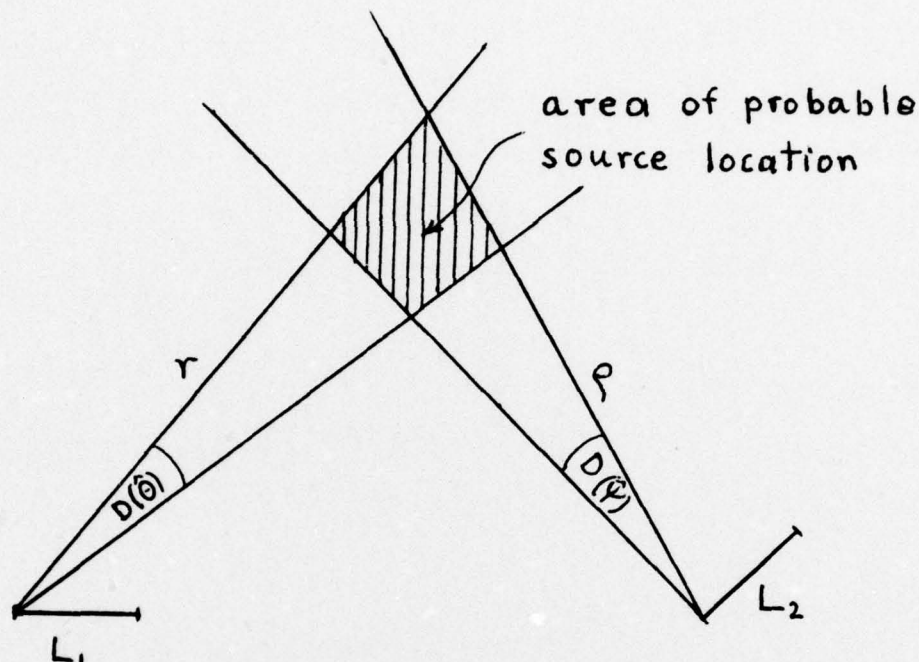 area of probable
source location
r
ρ
D(θ̂)
D(φ̂)
L₂
L₁